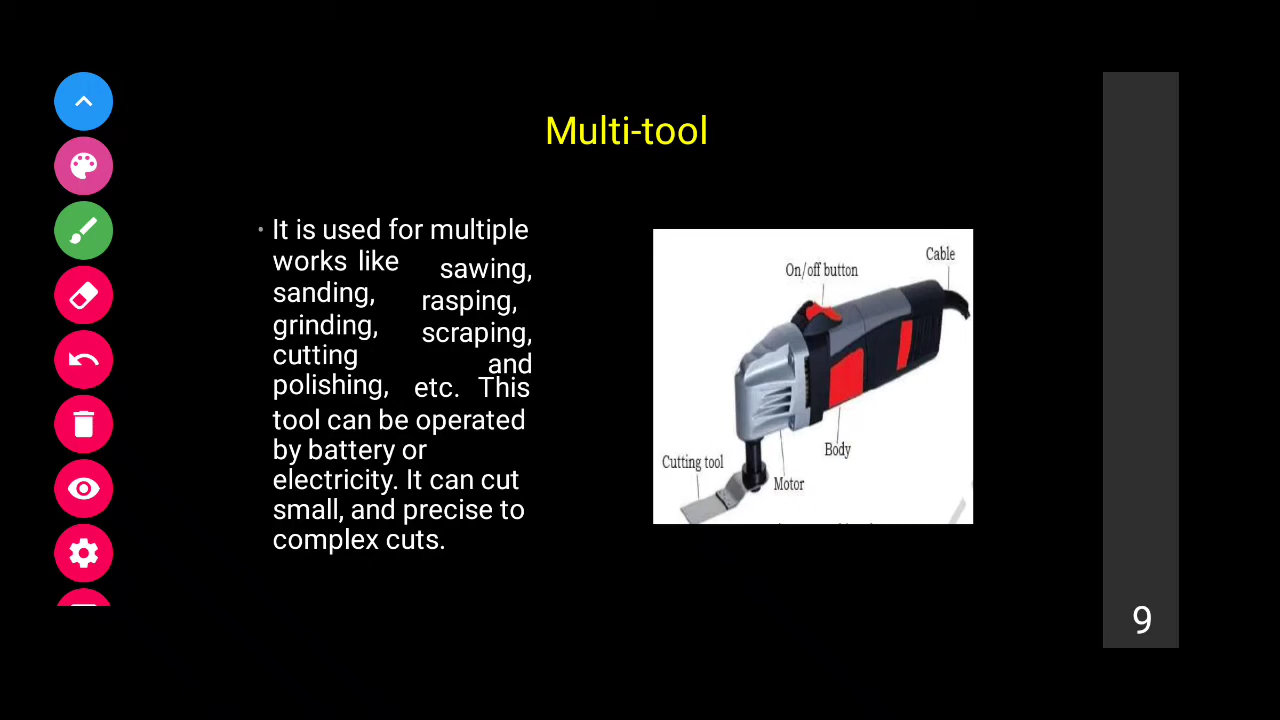 Multi-tool
It is used for multiple
works like sawing,
sanding, rasping,
grinding, scraping,
cutting and
polishing, etc. This
tool can be operated
by battery or
electricity. It can cut
small, and precise to
complex cuts.
Cable
On/off button
Body
Cutting tool
Motor
9